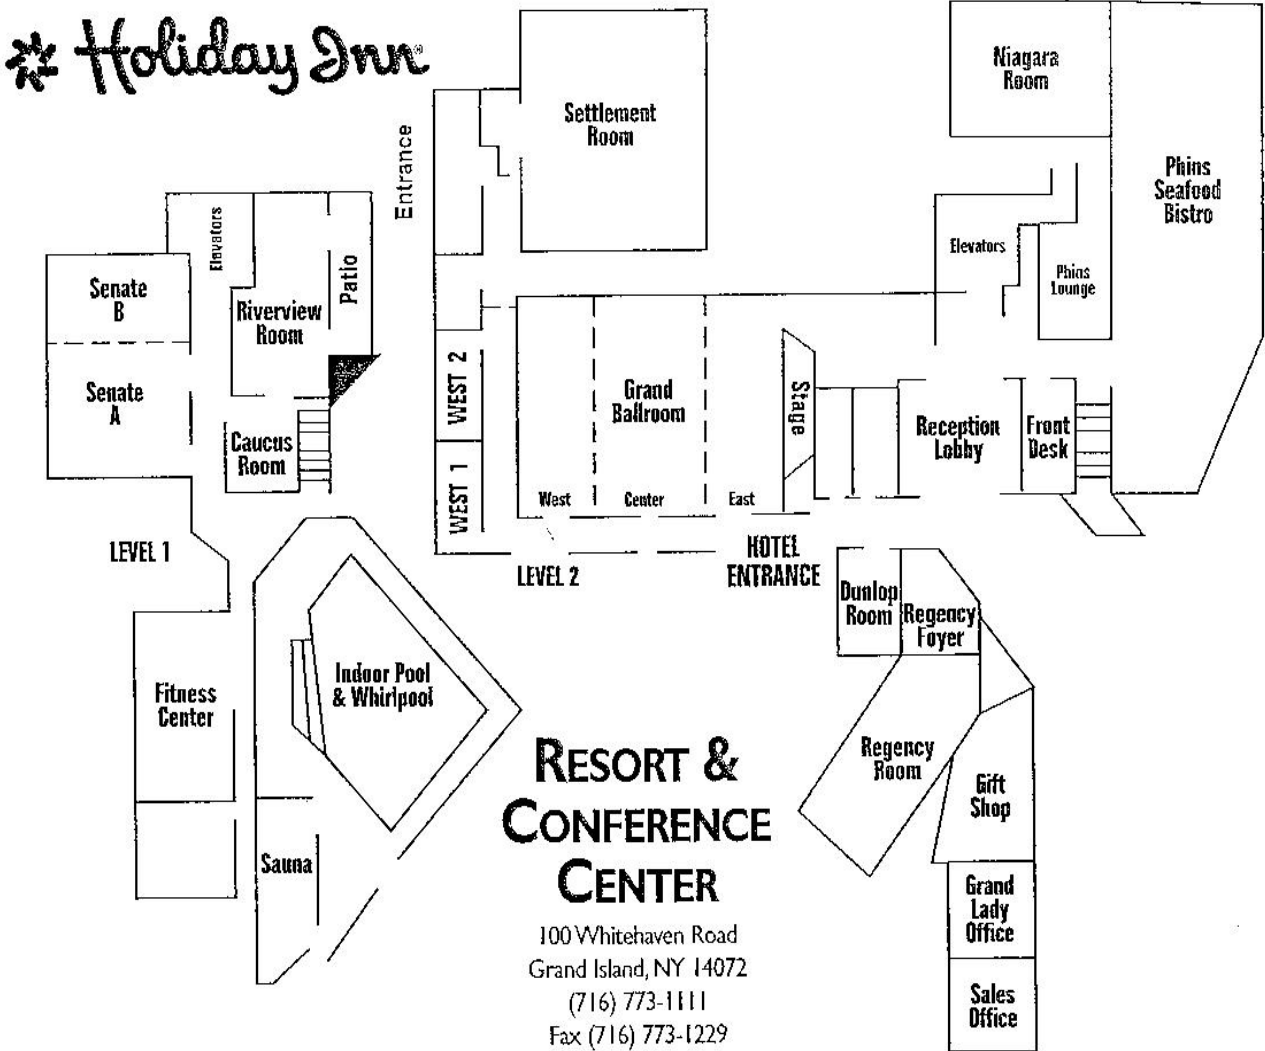 Holiday Inn®
Settlement
Room
Niagara
Room
Phins
Seafood
Bistro
Entrance
Elevators
Patio
Senate
B
Riverview
Room
Senate
A
Caucus
Room
Elevators
Phins
Lounge
WEST 2
WEST 1
Grand
Ballroom
Stage
West
Center
East
Reception
Lobby
Front
Desk
LEVEL 1
LEVEL 2
HOTEL
ENTRANCE
Dunlop
Room
Regency
Foyer
Fitness
Center
Indoor Pool
& Whirlpool
Regency
Room
Gift
Shop
Sauna
Grand
Lady
Office
Sales
Office
RESORT &
CONFERENCE
CENTER
100 Whitehaven Road
Grand Island, NY 14072
(716) 773-1111
Fax (716) 773-1229